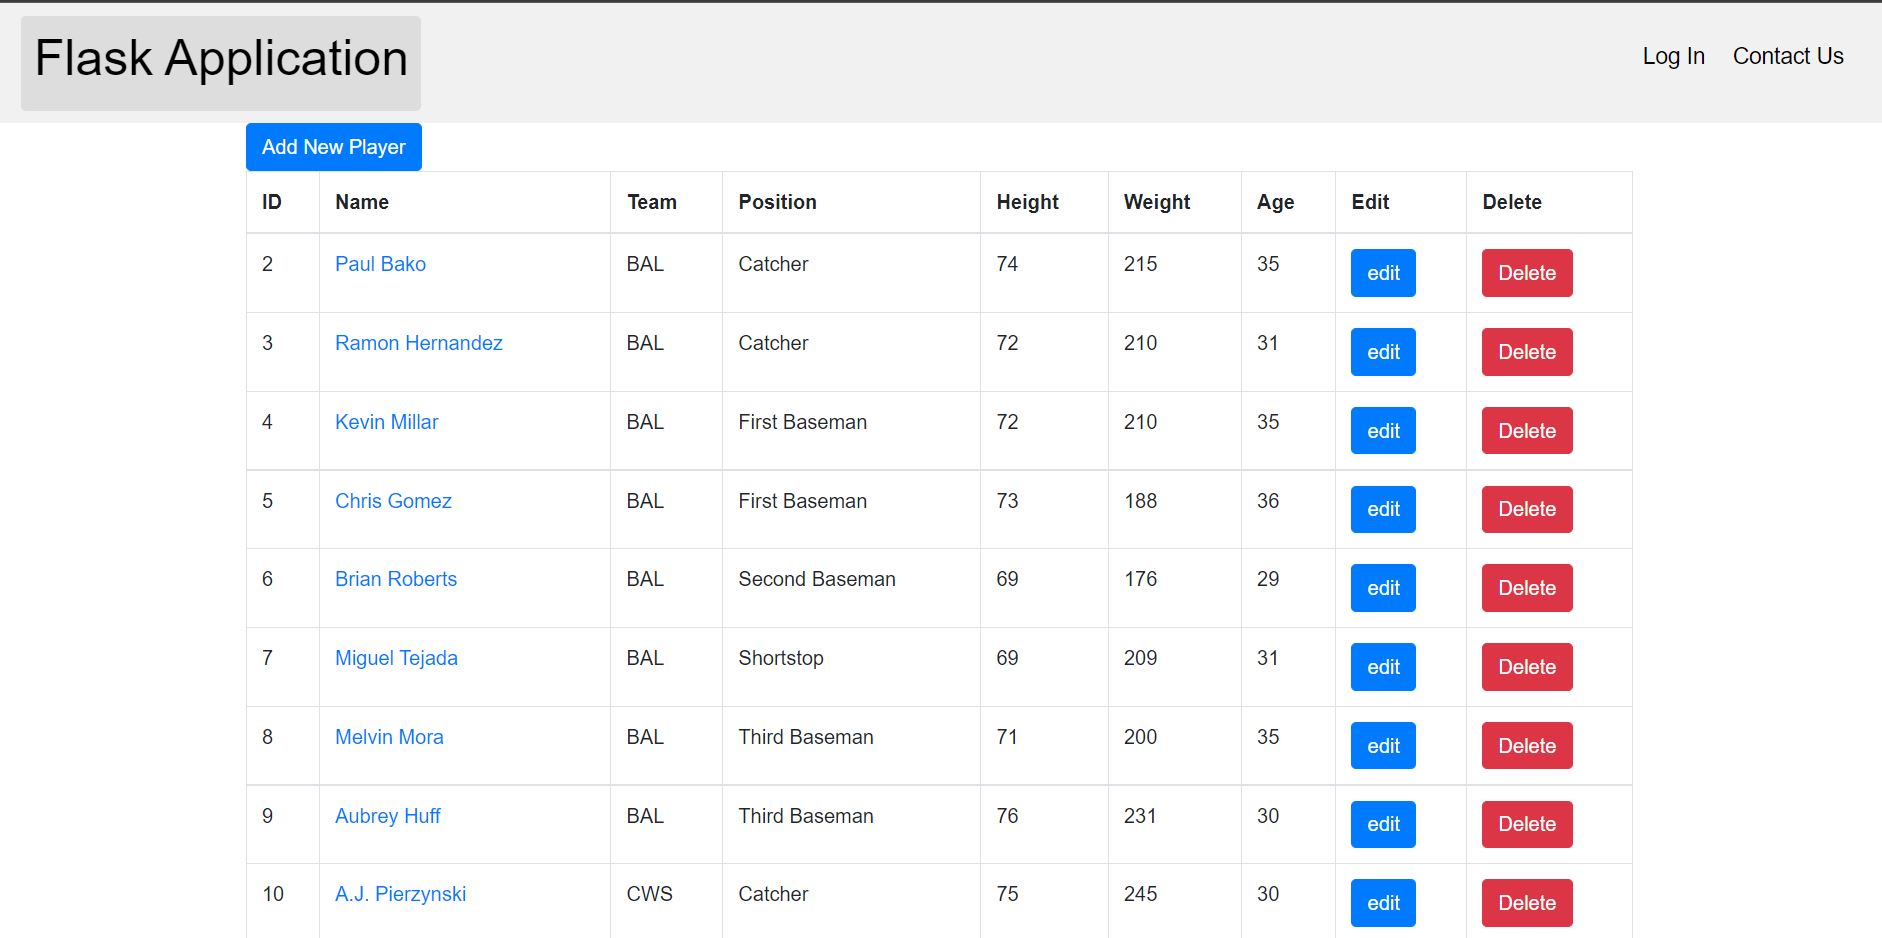 Flask Application
Log In Contact Us
Add New Player
ID Name Team Position Height Weight Age Edit Delete
2 Paul Bako BAL Catcher 74 215 35 edit Delete
3 Ramon Hernandez BAL Catcher 72 210 31 edit Delete
4 Kevin Millar BAL First Baseman 72 210 35 edit Delete
5 Chris Gomez BAL First Baseman 73 188 36 edit Delete
6 Brian Roberts BAL Second Baseman 69 176 29 edit Delete
7 Miguel Tejada BAL Shortstop 69 209 31 edit Delete
8 Melvin Mora BAL Third Baseman 71 200 35 edit Delete
9 Aubrey Huff BAL Third Baseman 76 231 30 edit Delete
10 A.J. Pierzynski CWS Catcher 75 245 30 edit Delete